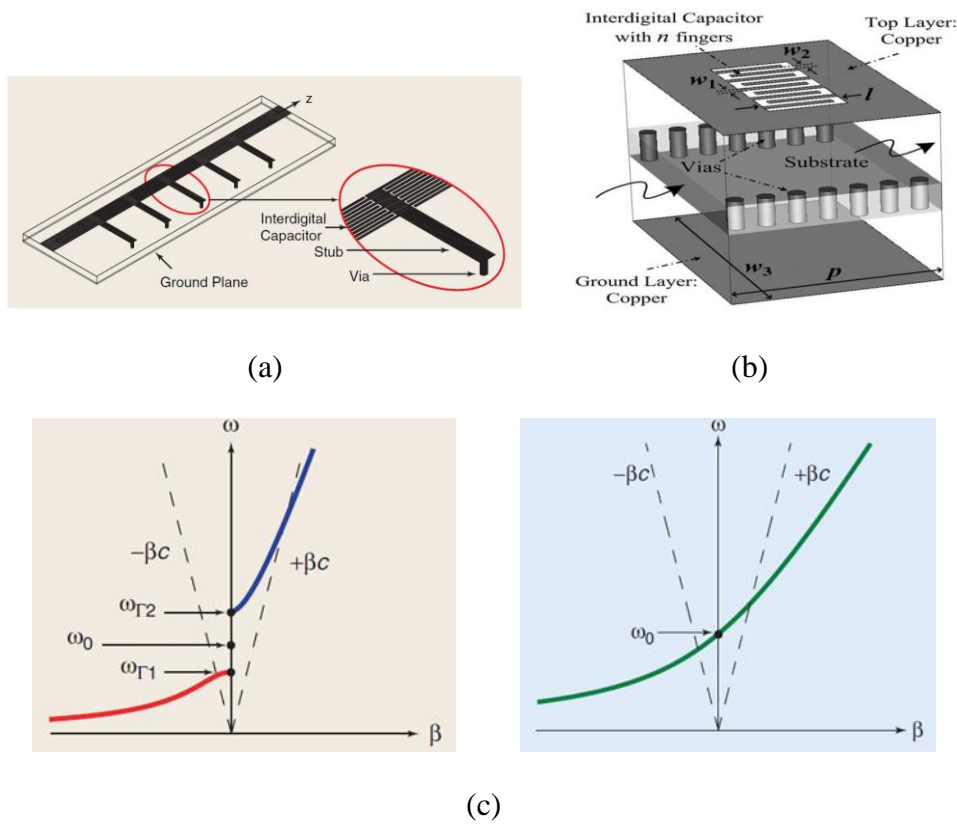 z
Interdigital
Capacitor
Stub
Via
Ground Plane
(a)
Interdigital Capacitor
with n fingers
Top Layer:
Copper
w2
w1
l
Vias
Substrate
w3
p
Ground Layer:
Copper
(b)
ω
−βc
+βc
ωΓ2
ω0
ωΓ1
β
ω
−βc
+βc
ω0
β
(c)